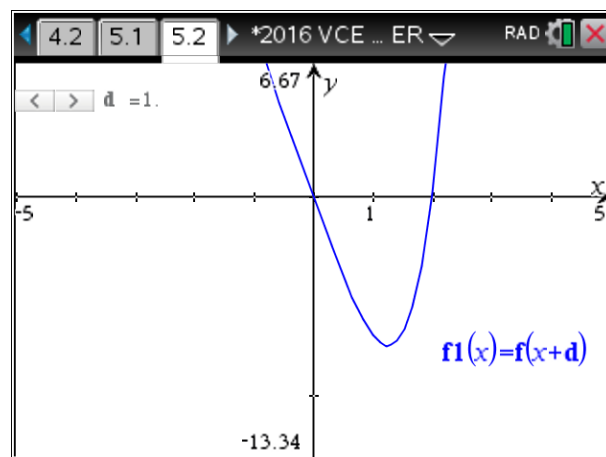 4.2 5.1 5.2 *2016 VCE ... ER RAD
6.67 y
< > d =1.
x
-5 1 5
f1(x)=f(x+d)
-13.34